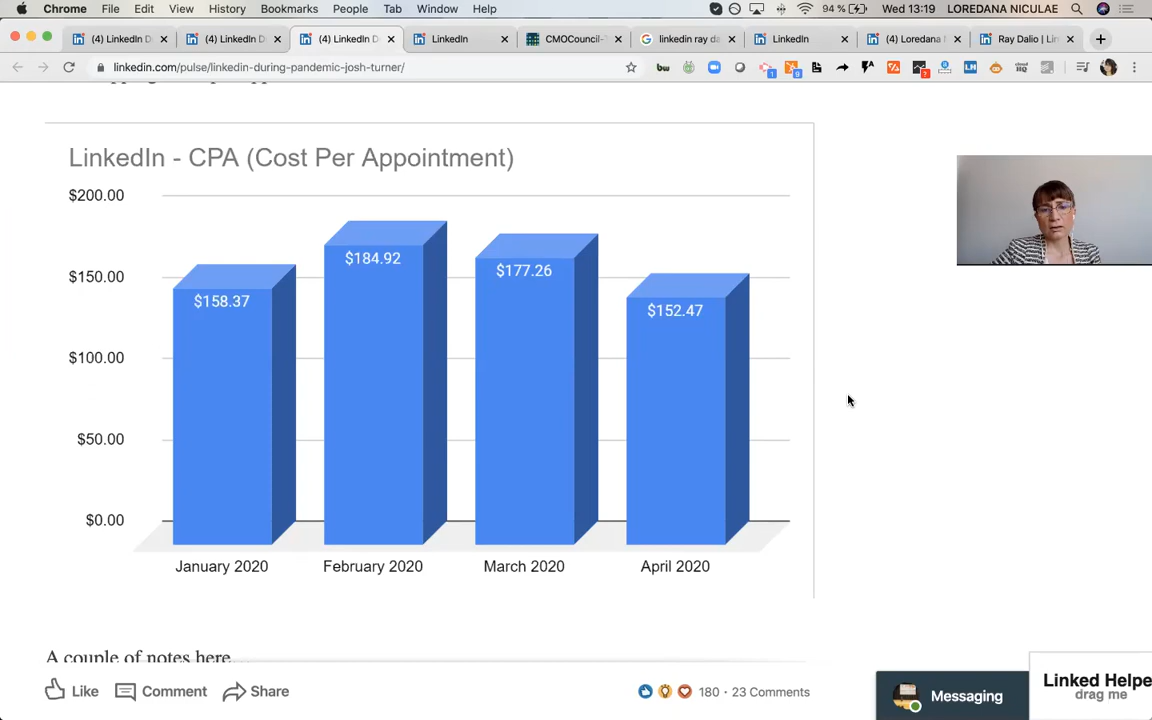 Chrome File Edit View History Bookmarks People Tab Window Help 94% Wed 13:19 LOREDANA NICULAE
(4) LinkedIn D (4) LinkedIn D (4) LinkedIn D LinkedIn CMOCouncil- linkedin ray da LinkedIn (4) Loredana Ray Dalio | Lin
linkedin.com/pulse/linkedin-during-pandemic-josh-turner/
LinkedIn - CPA (Cost Per Appointment)
$200.00
$150.00
$100.00
$50.00
$0.00
$158.37
$184.92
$177.26
$152.47
January 2020 February 2020 March 2020 April 2020
A couple of notes here
Like Comment Share 180 · 23 Comments
Messaging
Linked Helpe
drag me